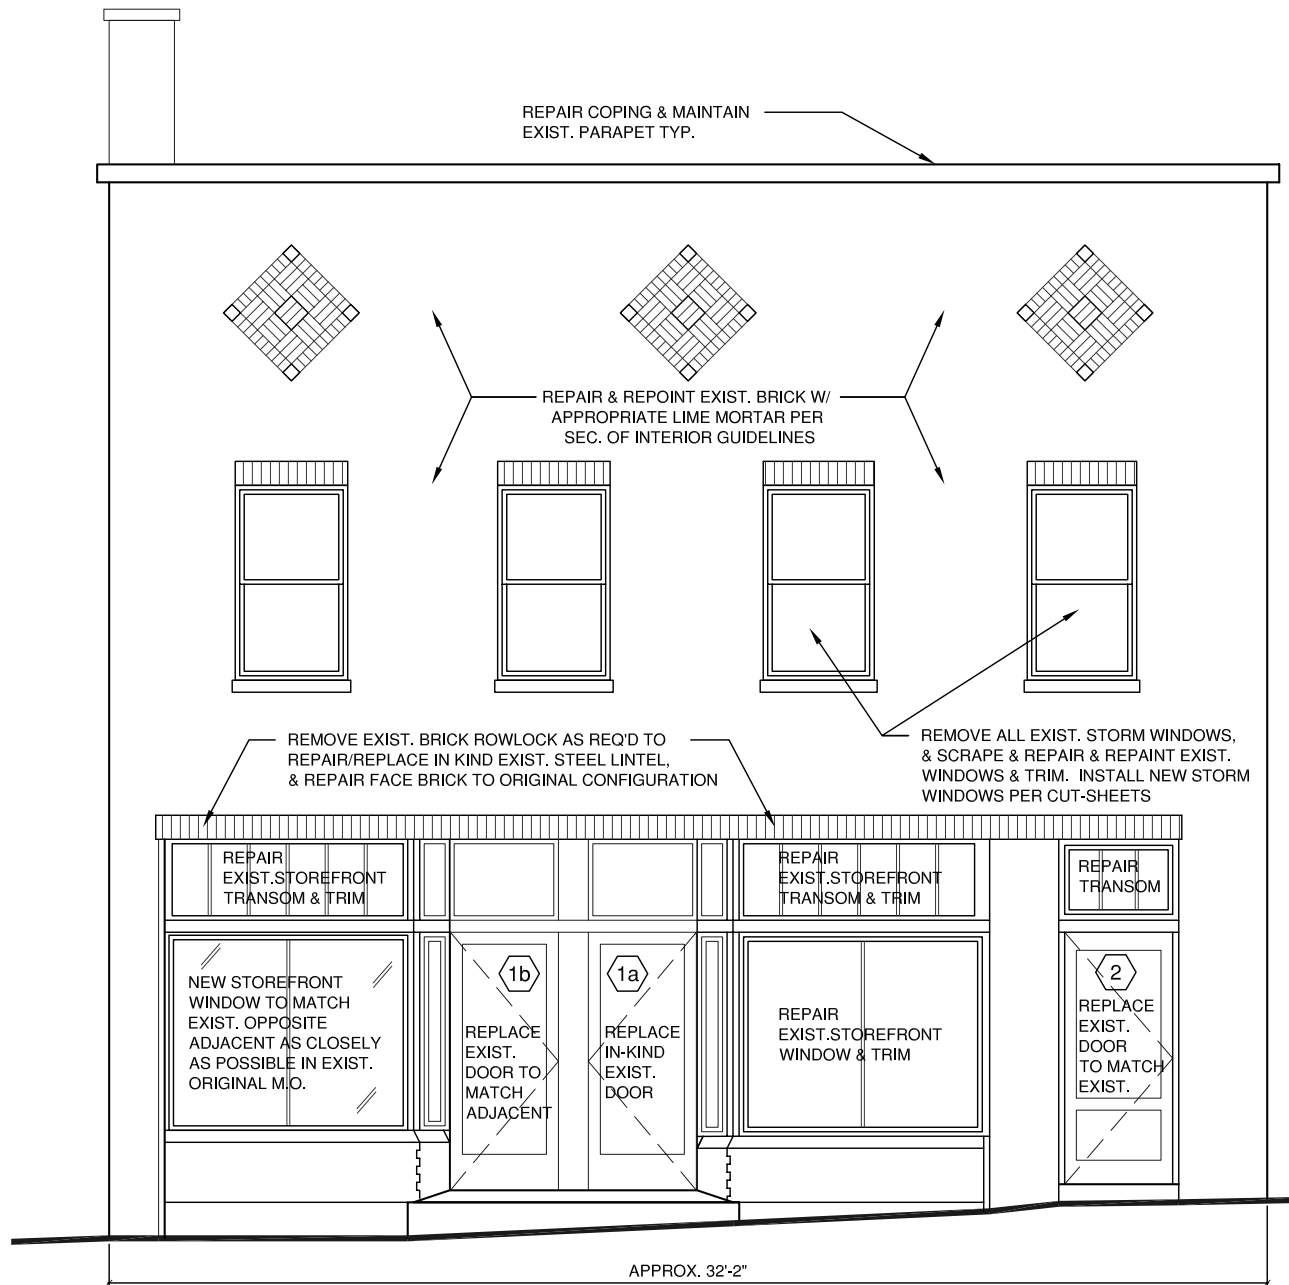 REPAIR COPING & MAINTAIN
EXIST. PARAPET TYP.
REPAIR & REPOINT EXIST. BRICK W/
APPROPRIATE LIME MORTAR PER
SEC. OF INTERIOR GUIDELINES
REMOVE EXIST. BRICK ROWLOCK AS REQ'D TO
REPAIR/REPLACE IN KIND EXIST. STEEL LINTEL,
& REPAIR FACE BRICK TO ORIGINAL CONFIGURATION
REMOVE ALL EXIST. STORM WINDOWS,
& SCRAPE & REPAIR & REPAINT EXIST.
WINDOWS & TRIM. INSTALL NEW STORM
WINDOWS PER CUT-SHEETS
REPAIR
EXIST.STOREFRONT
TRANSOM & TRIM
REPAIR
EXIST.STOREFRONT
TRANSOM & TRIM
REPAIR
TRANSOM
NEW STOREFRONT
WINDOW TO MATCH
EXIST. OPPOSITE
ADJACENT AS CLOSELY
AS POSSIBLE IN EXIST.
ORIGINAL M.O.
1b
REPLACE
EXIST.
DOOR TO
MATCH
ADJACENT
1a
REPLACE
IN-KIND
EXIST.
DOOR
REPAIR
EXIST.STOREFRONT
WINDOW & TRIM
2
REPLACE
EXIST.
DOOR
TO MATCH
EXIST.
APPROX. 32'-2"